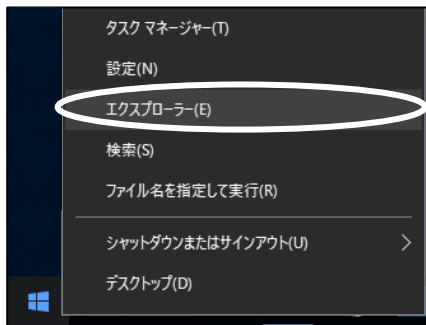 タスク マネージャー(T)
設定(N)
エクスプローラー(E)
検索(S)
ファイル名を指定して実行(R)
シャットダウンまたはサインアウト(U)
デスクトップ(D)